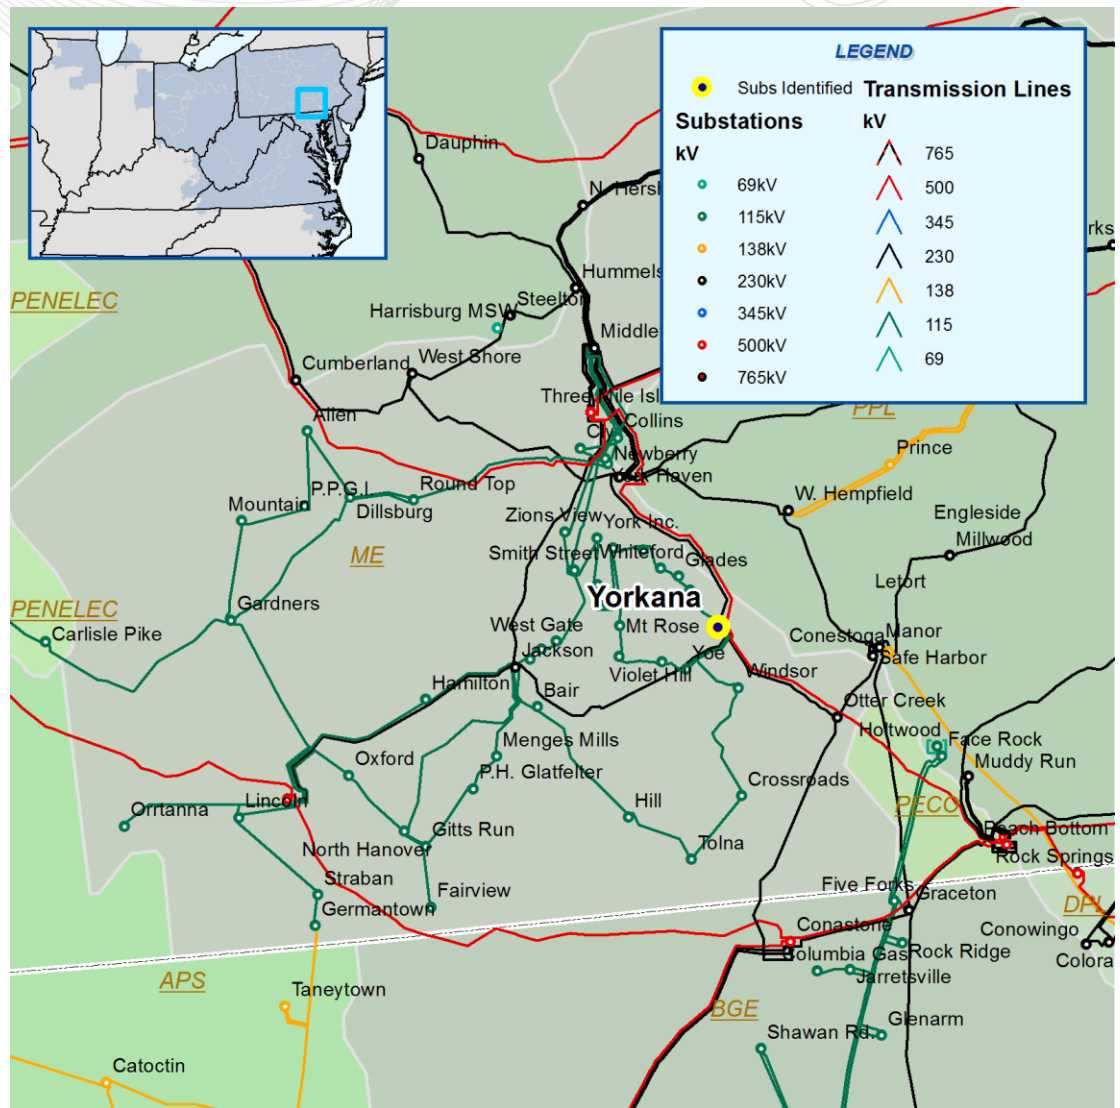 LEGEND
Subs Identified
Transmission Lines
Substations
kV
kV
69kV
115kV
138kV
230kV
345kV
500kV
765kV
765
500
345
230
138
115
69
Dauphin
N. Hersh
rks
PENELEC
Hummels
Steelton
Harrisburg MSW
Middle
Cumberland
West Shore
Three Mile Isl
PPL
Allen
Collins
Cly
Prince
Newberry
York Haven
Round Top
P.P.G.I.
Mountain
Dillsburg
W. Hempfield
Engleside
Zions View
York Inc.
Millwood
ME
Smith Street
Whiteford
Glades
Letort
PENELEC
Gardners
Yorkana
Carlisle Pike
West Gate
Mt Rose
Conestoga
Manor
Jackson
Yoe
Safe Harbor
Violet Hill
Windsor
Hamilton
Bair
Otter Creek
Holtwood
Face Rock
Menges Mills
Muddy Run
Oxford
P.H. Glatfelter
Crossroads
Lincoln
Hill
PECO
Orrtanna
Gitts Run
Peach Bottom
North Hanover
Tolna
Rock Springs
Straban
Fairview
Five Forks
Graceton
Germantown
DPL
Conastone
Conowingo
Columbia Gas
Rock Ridge
Colora
APS
Jarretsville
Taneytown
BGE
Glenarm
Shawan Rd.
Catoctin